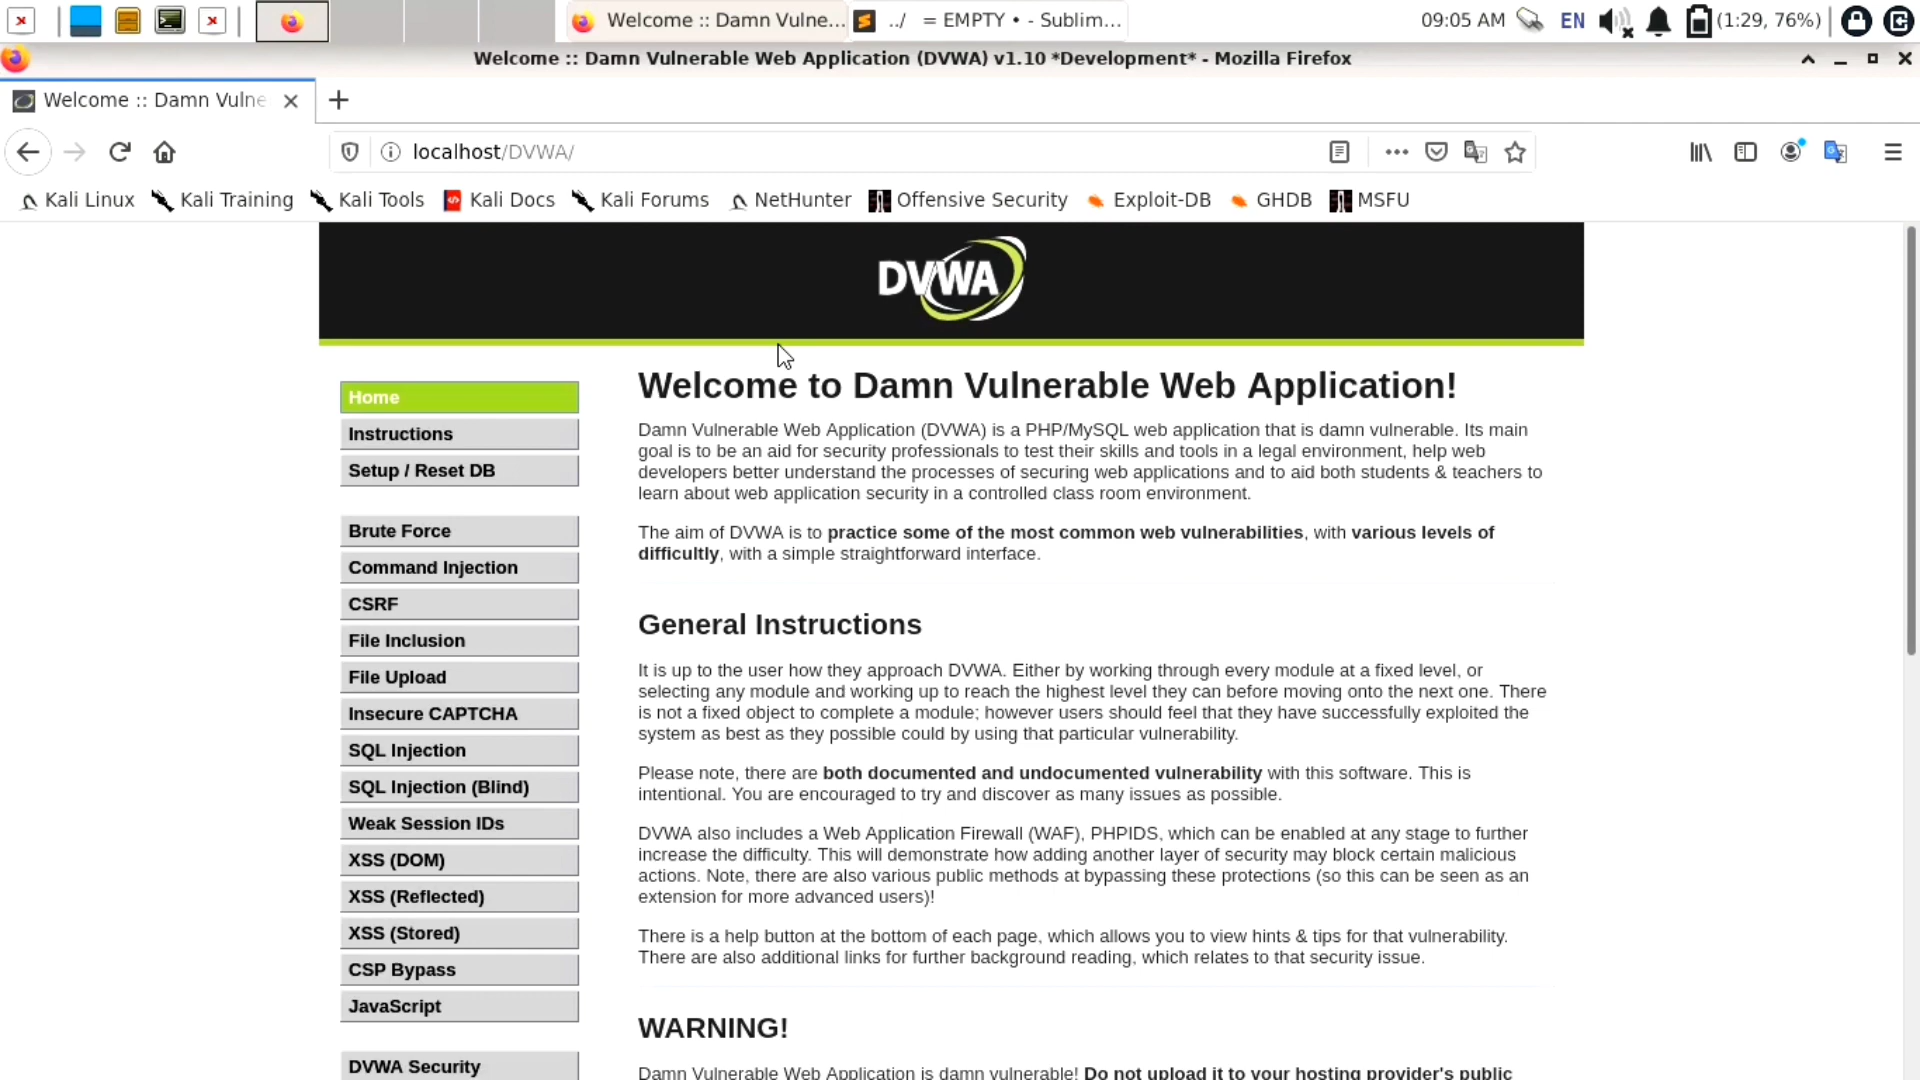 Welcome :: Damn Vulne...
../   = EMPTY • - Sublim...
09:05 AM
EN
(1:29, 76%)
Welcome :: Damn Vulnerable Web Application (DVWA) v1.10 *Development* - Mozilla Firefox
Welcome :: Damn Vulne
localhost/DVWA/
Kali Linux
Kali Training
Kali Tools
Kali Docs
Kali Forums
NetHunter
Offensive Security
Exploit-DB
GHDB
MSFU
DVWA
Home
Instructions
Setup / Reset DB
Brute Force
Command Injection
CSRF
File Inclusion
File Upload
Insecure CAPTCHA
SQL Injection
SQL Injection (Blind)
Weak Session IDs
XSS (DOM)
XSS (Reflected)
XSS (Stored)
CSP Bypass
JavaScript
DVWA Security
Welcome to Damn Vulnerable Web Application!
Damn Vulnerable Web Application (DVWA) is a PHP/MySQL web application that is damn vulnerable. Its main
goal is to be an aid for security professionals to test their skills and tools in a legal environment, help web
developers better understand the processes of securing web applications and to aid both students & teachers to
learn about web application security in a controlled class room environment.
The aim of DVWA is to practice some of the most common web vulnerabilities, with various levels of
difficultly, with a simple straightforward interface.
General Instructions
It is up to the user how they approach DVWA. Either by working through every module at a fixed level, or
selecting any module and working up to reach the highest level they can before moving onto the next one. There
is not a fixed object to complete a module; however users should feel that they have successfully exploited the
system as best as they possible could by using that particular vulnerability.
Please note, there are both documented and undocumented vulnerability with this software. This is
intentional. You are encouraged to try and discover as many issues as possible.
DVWA also includes a Web Application Firewall (WAF), PHPIDS, which can be enabled at any stage to further
increase the difficulty. This will demonstrate how adding another layer of security may block certain malicious
actions. Note, there are also various public methods at bypassing these protections (so this can be seen as an
extension for more advanced users)!
There is a help button at the bottom of each page, which allows you to view hints & tips for that vulnerability.
There are also additional links for further background reading, which relates to that security issue.
WARNING!
Damn Vulnerable Web Application is damn vulnerable! Do not upload it to your hosting provider's public